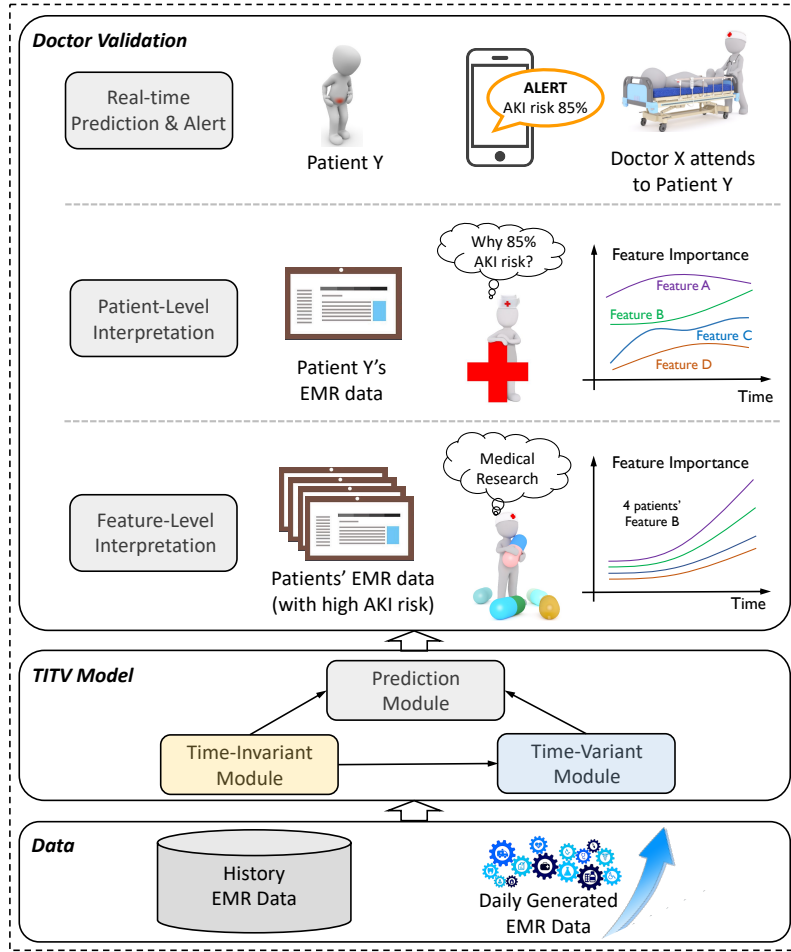 Doctor Validation
Real-time
Prediction & Alert
Patient Y
ALERT
AKI risk 85%
Doctor X attends
to Patient Y
Patient-Level
Interpretation
Patient Y's
EMR data
Why 85%
AKI risk?
Feature Importance
Feature A
Feature B
Feature C
Feature D
Time
Feature-Level
Interpretation
Patients' EMR data
(with high AKI risk)
Medical
Research
Feature Importance
4 patients'
Feature B
Time
TITV Model
Prediction
Module
Time-Invariant
Module
Time-Variant
Module
Data
History
EMR Data
Daily Generated
EMR Data